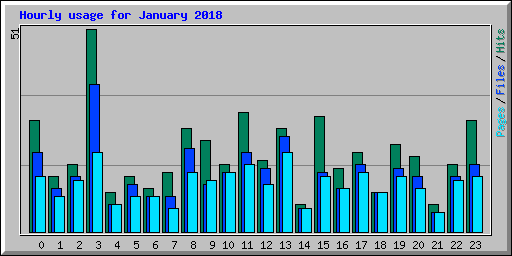 Hourly usage for January 2018
51
Pages/Files/Hits
0 1 2 3 4 5 6 7 8 9 10 11 12 13 14 15 16 17 18 19 20 21 22 23